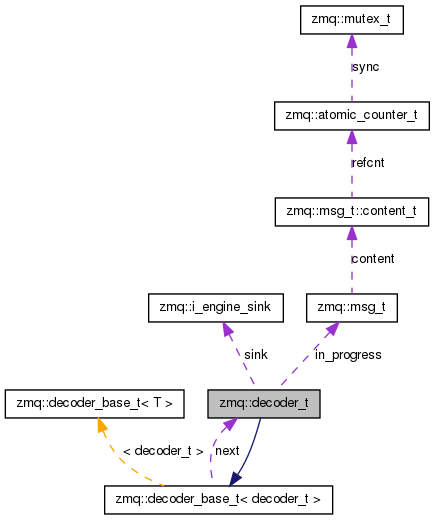 zmq::mutex_t
sync
zmq::atomic_counter_t
refcnt
zmq::msg_t::content_t
content
zmq::i_engine_sink
zmq::msg_t
sink
in_progress
zmq::decoder_base_t< T >
zmq::decoder_t
< decoder_t >
next
zmq::decoder_base_t< decoder_t >